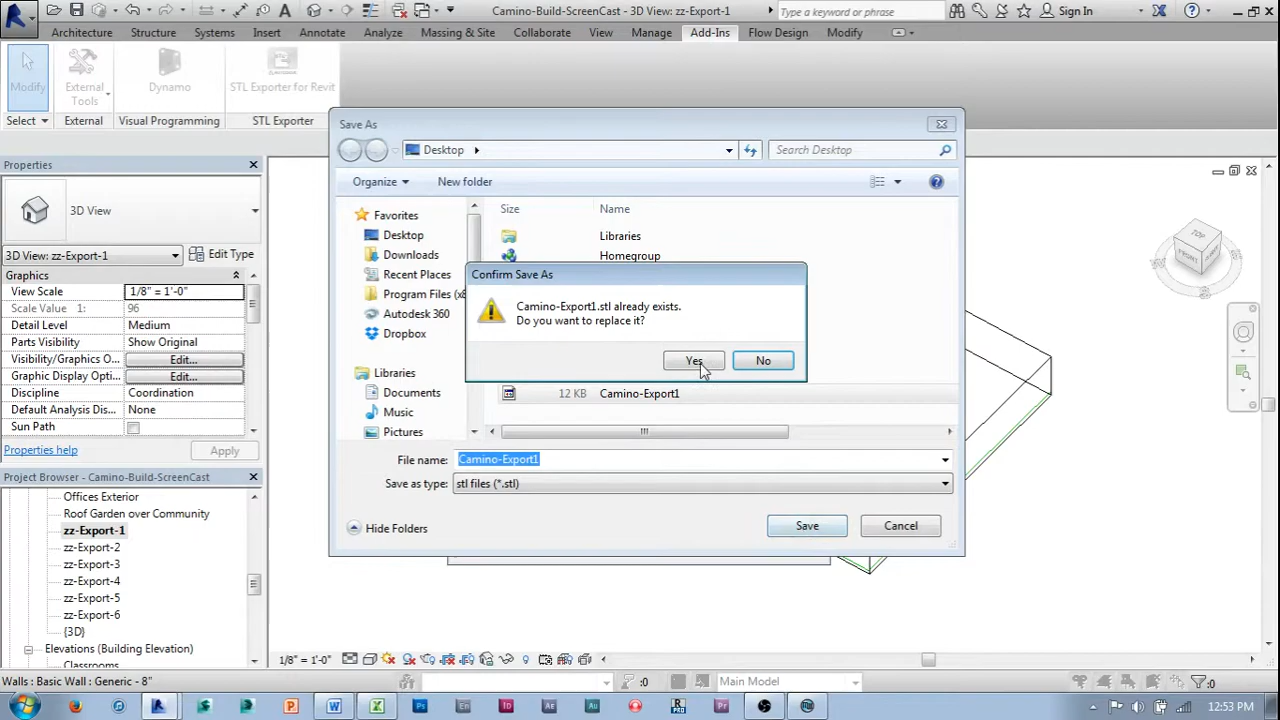 Camino-Build-ScreenCast - 3D View: zz-Export-1
Type a keyword or phrase
Sign In
Architecture Structure Systems Insert Annotate Analyze Massing & Site Collaborate View Manage Add-Ins Flow Design Modify
Modify
External Tools
Dynamo
STL Exporter for Revit
Select
External
Visual Programming
STL Exporter
Properties
3D View
3D View: zz-Export-1
Edit Type
Graphics
View Scale 1/8" = 1'-0"
Scale Value 1: 96
Detail Level Medium
Parts Visibility Show Original
Visibility/Graphics O... Edit...
Graphic Display Opti... Edit...
Discipline Coordination
Default Analysis Dis... None
Sun Path
Properties help
Apply
Project Browser - Camino-Build-ScreenCast
Offices Exterior
Roof Garden over Community
zz-Export-1
zz-Export-2
zz-Export-3
zz-Export-4
zz-Export-5
zz-Export-6
{3D}
Elevations (Building Elevation)
Classrooms
Save As
Desktop
Search Desktop
Organize
New folder
Favorites
Desktop
Downloads
Recent Places
Program Files (x8
Autodesk 360
Dropbox
Libraries
Documents
Music
Pictures
Size Name
Libraries
Homegroup
Confirm Save As
Camino-Export1.stl already exists.
Do you want to replace it?
Yes No
12 KB Camino-Export1
File name: Camino-Export1
Save as type: stl files (*.stl)
Hide Folders
Save Cancel
TOP
FRONT
1/8" = 1'-0"
Walls : Basic Wall : Generic - 8"
:0
Main Model
:0
12:53 PM